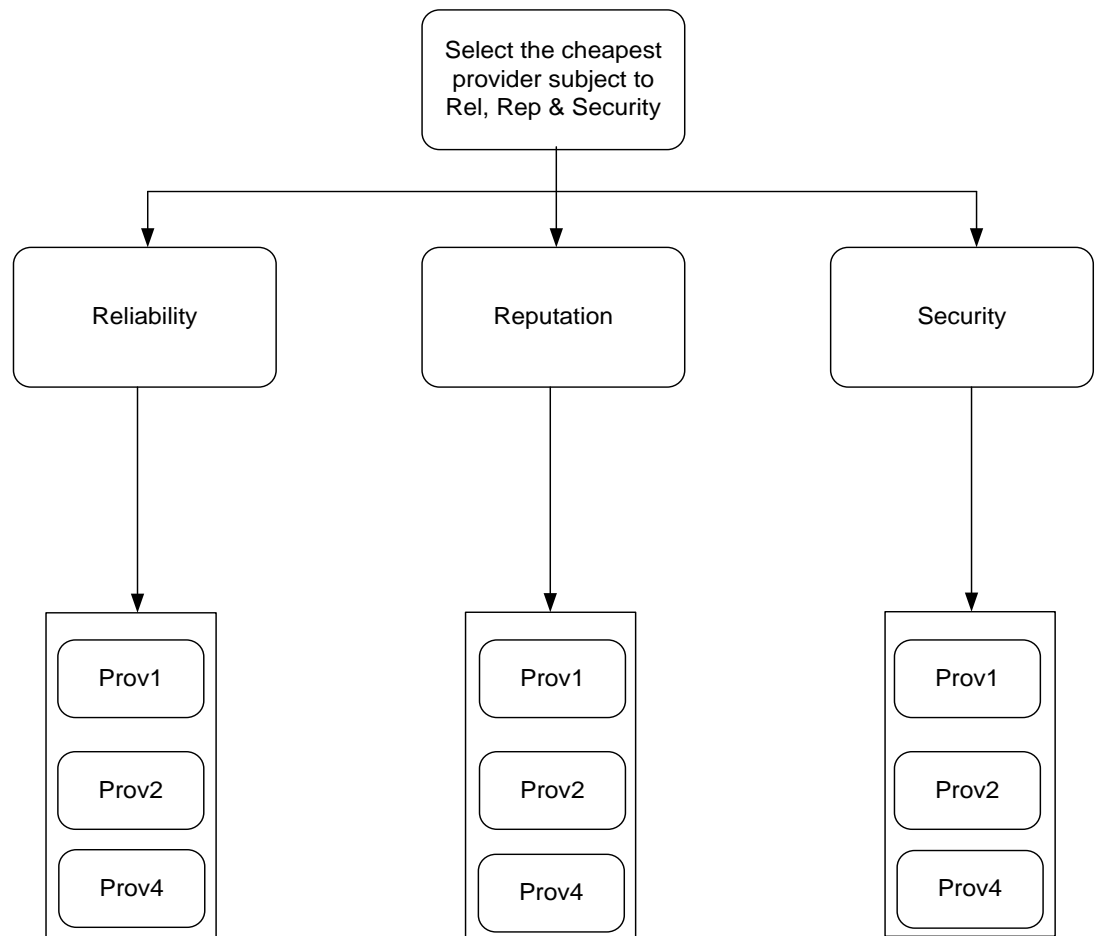 Select the cheapest
provider subject to
Rel, Rep & Security
Reliability
Reputation
Security
Prov1
Prov1
Prov1
Prov2
Prov2
Prov2
Prov4
Prov4
Prov4